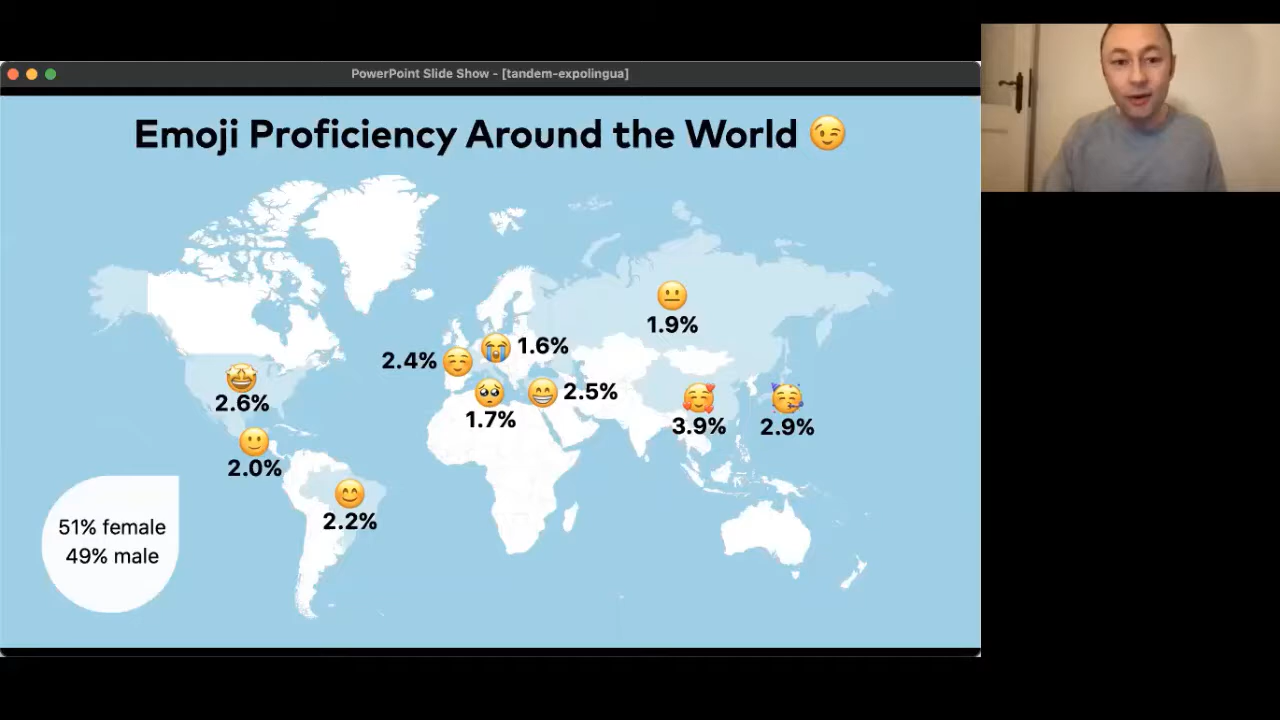 PowerPoint Slide Show - [tandem-expolingua]
Emoji Proficiency Around the World 😉
1.9%
2.4%
1.6%
2.6%
1.7%
2.5%
3.9%
2.9%
2.0%
2.2%
51% female
49% male